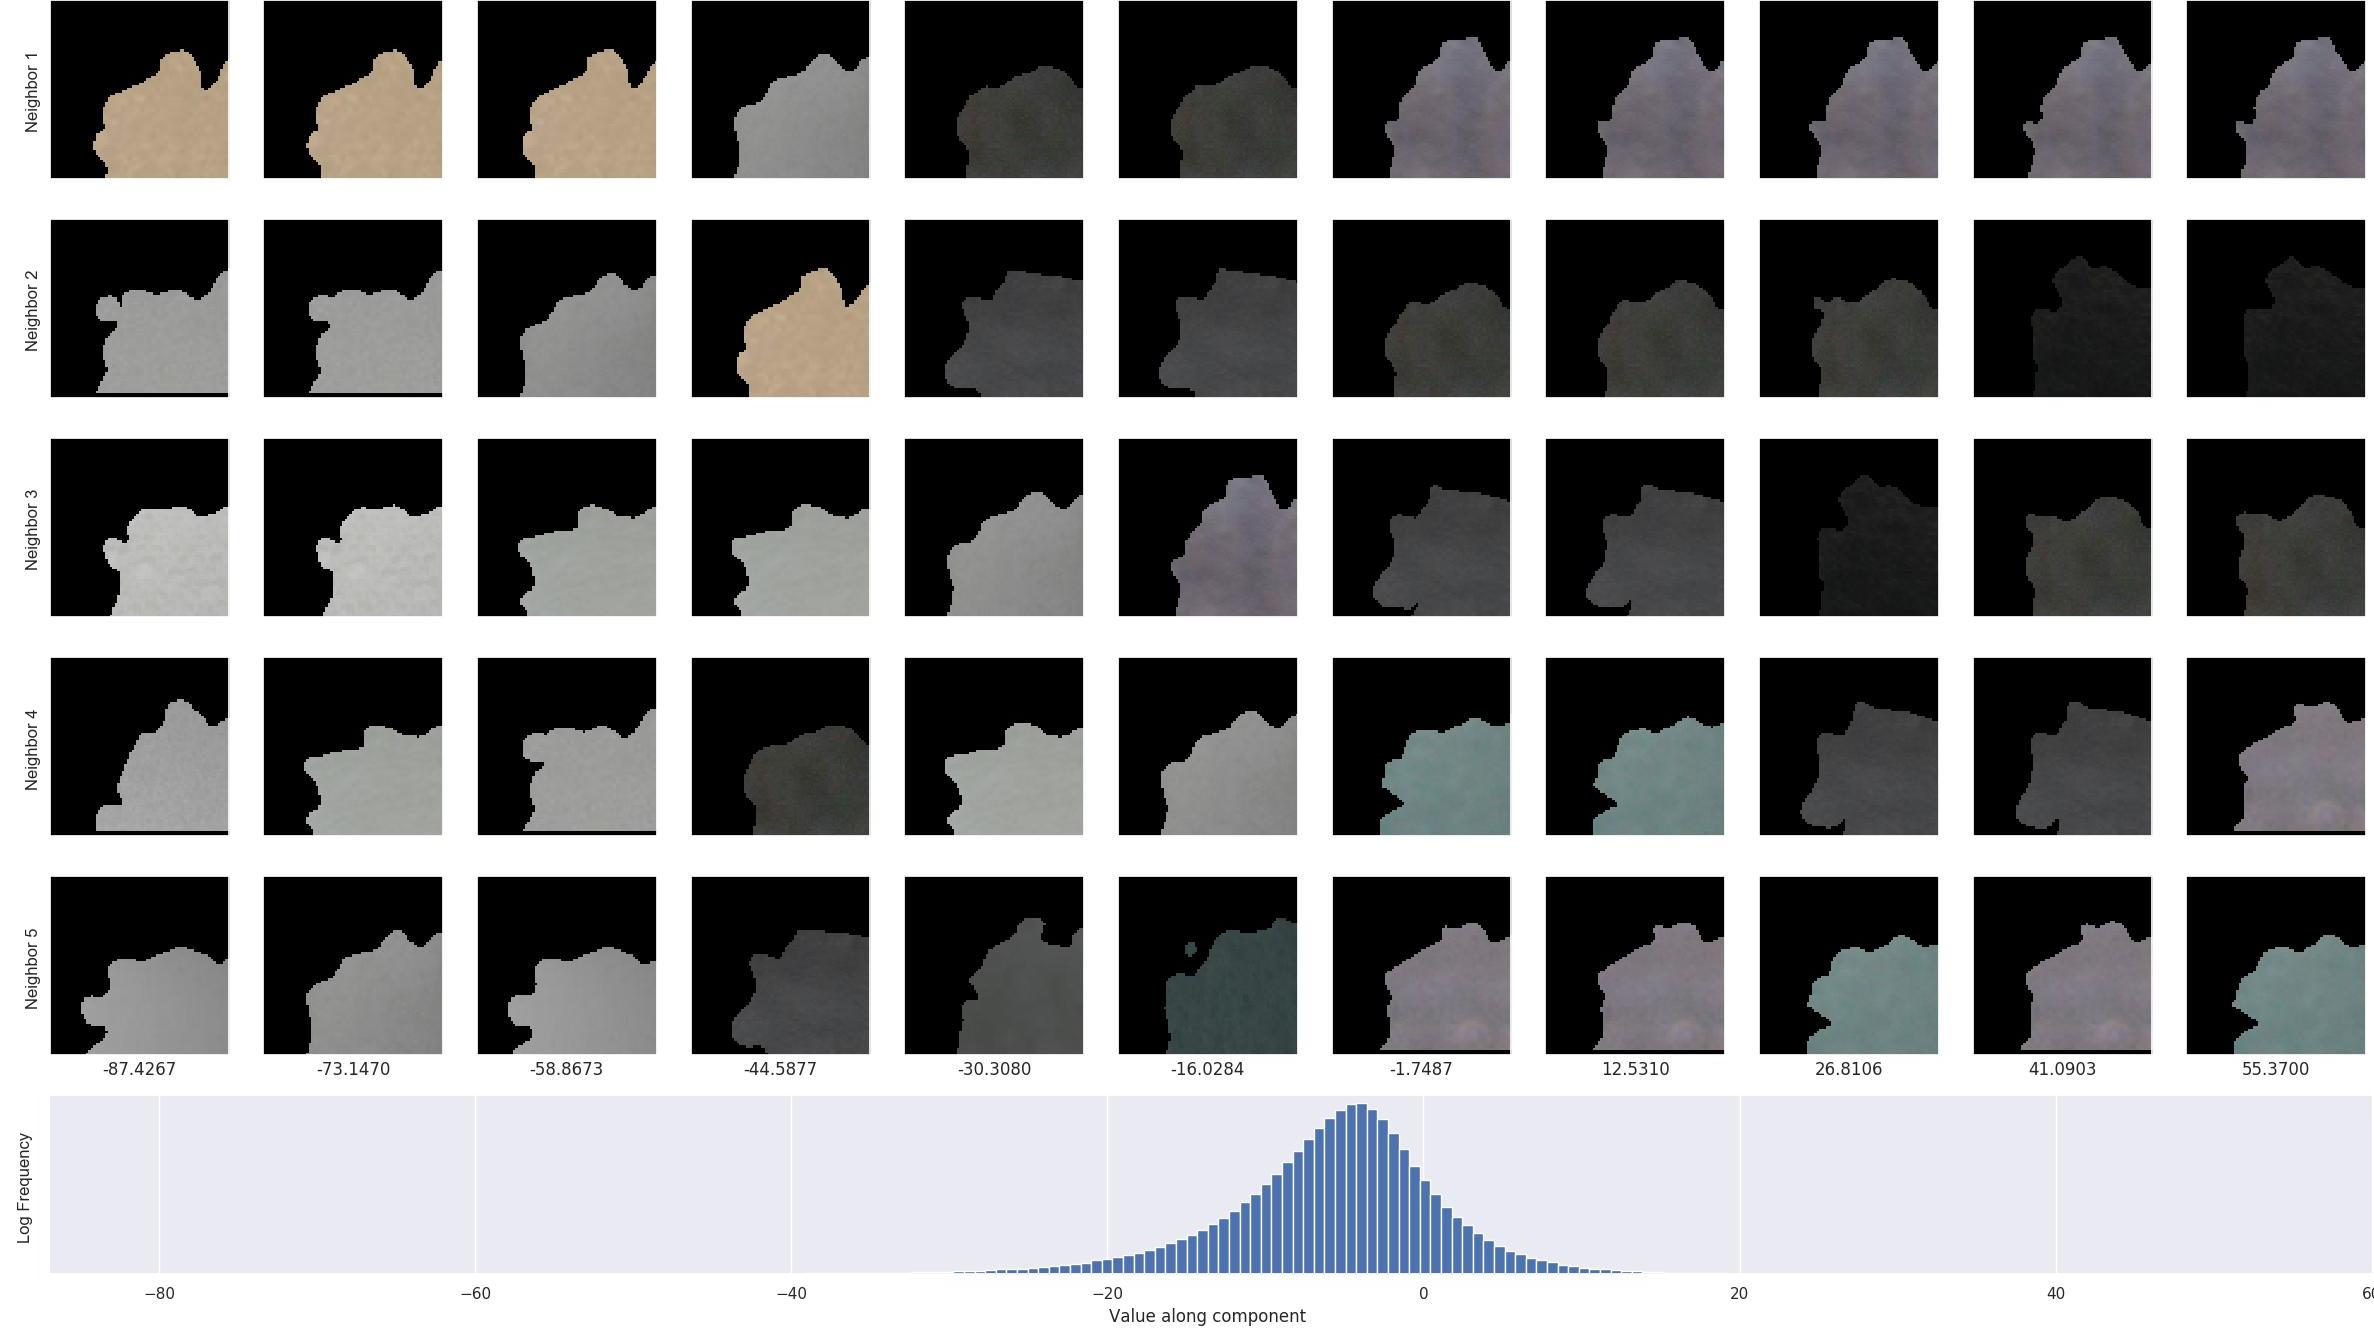 Neighbor 1
Neighbor 2
Neighbor 3
Neighbor 4
Neighbor 5
-87.4267 -73.1470 -58.8673 -44.5877 -30.3080 -16.0284 -1.7487 12.5310 26.8106 41.0903 55.3700
Log Frequency
−80 −60 −40 −20 0 20 40
Value along component